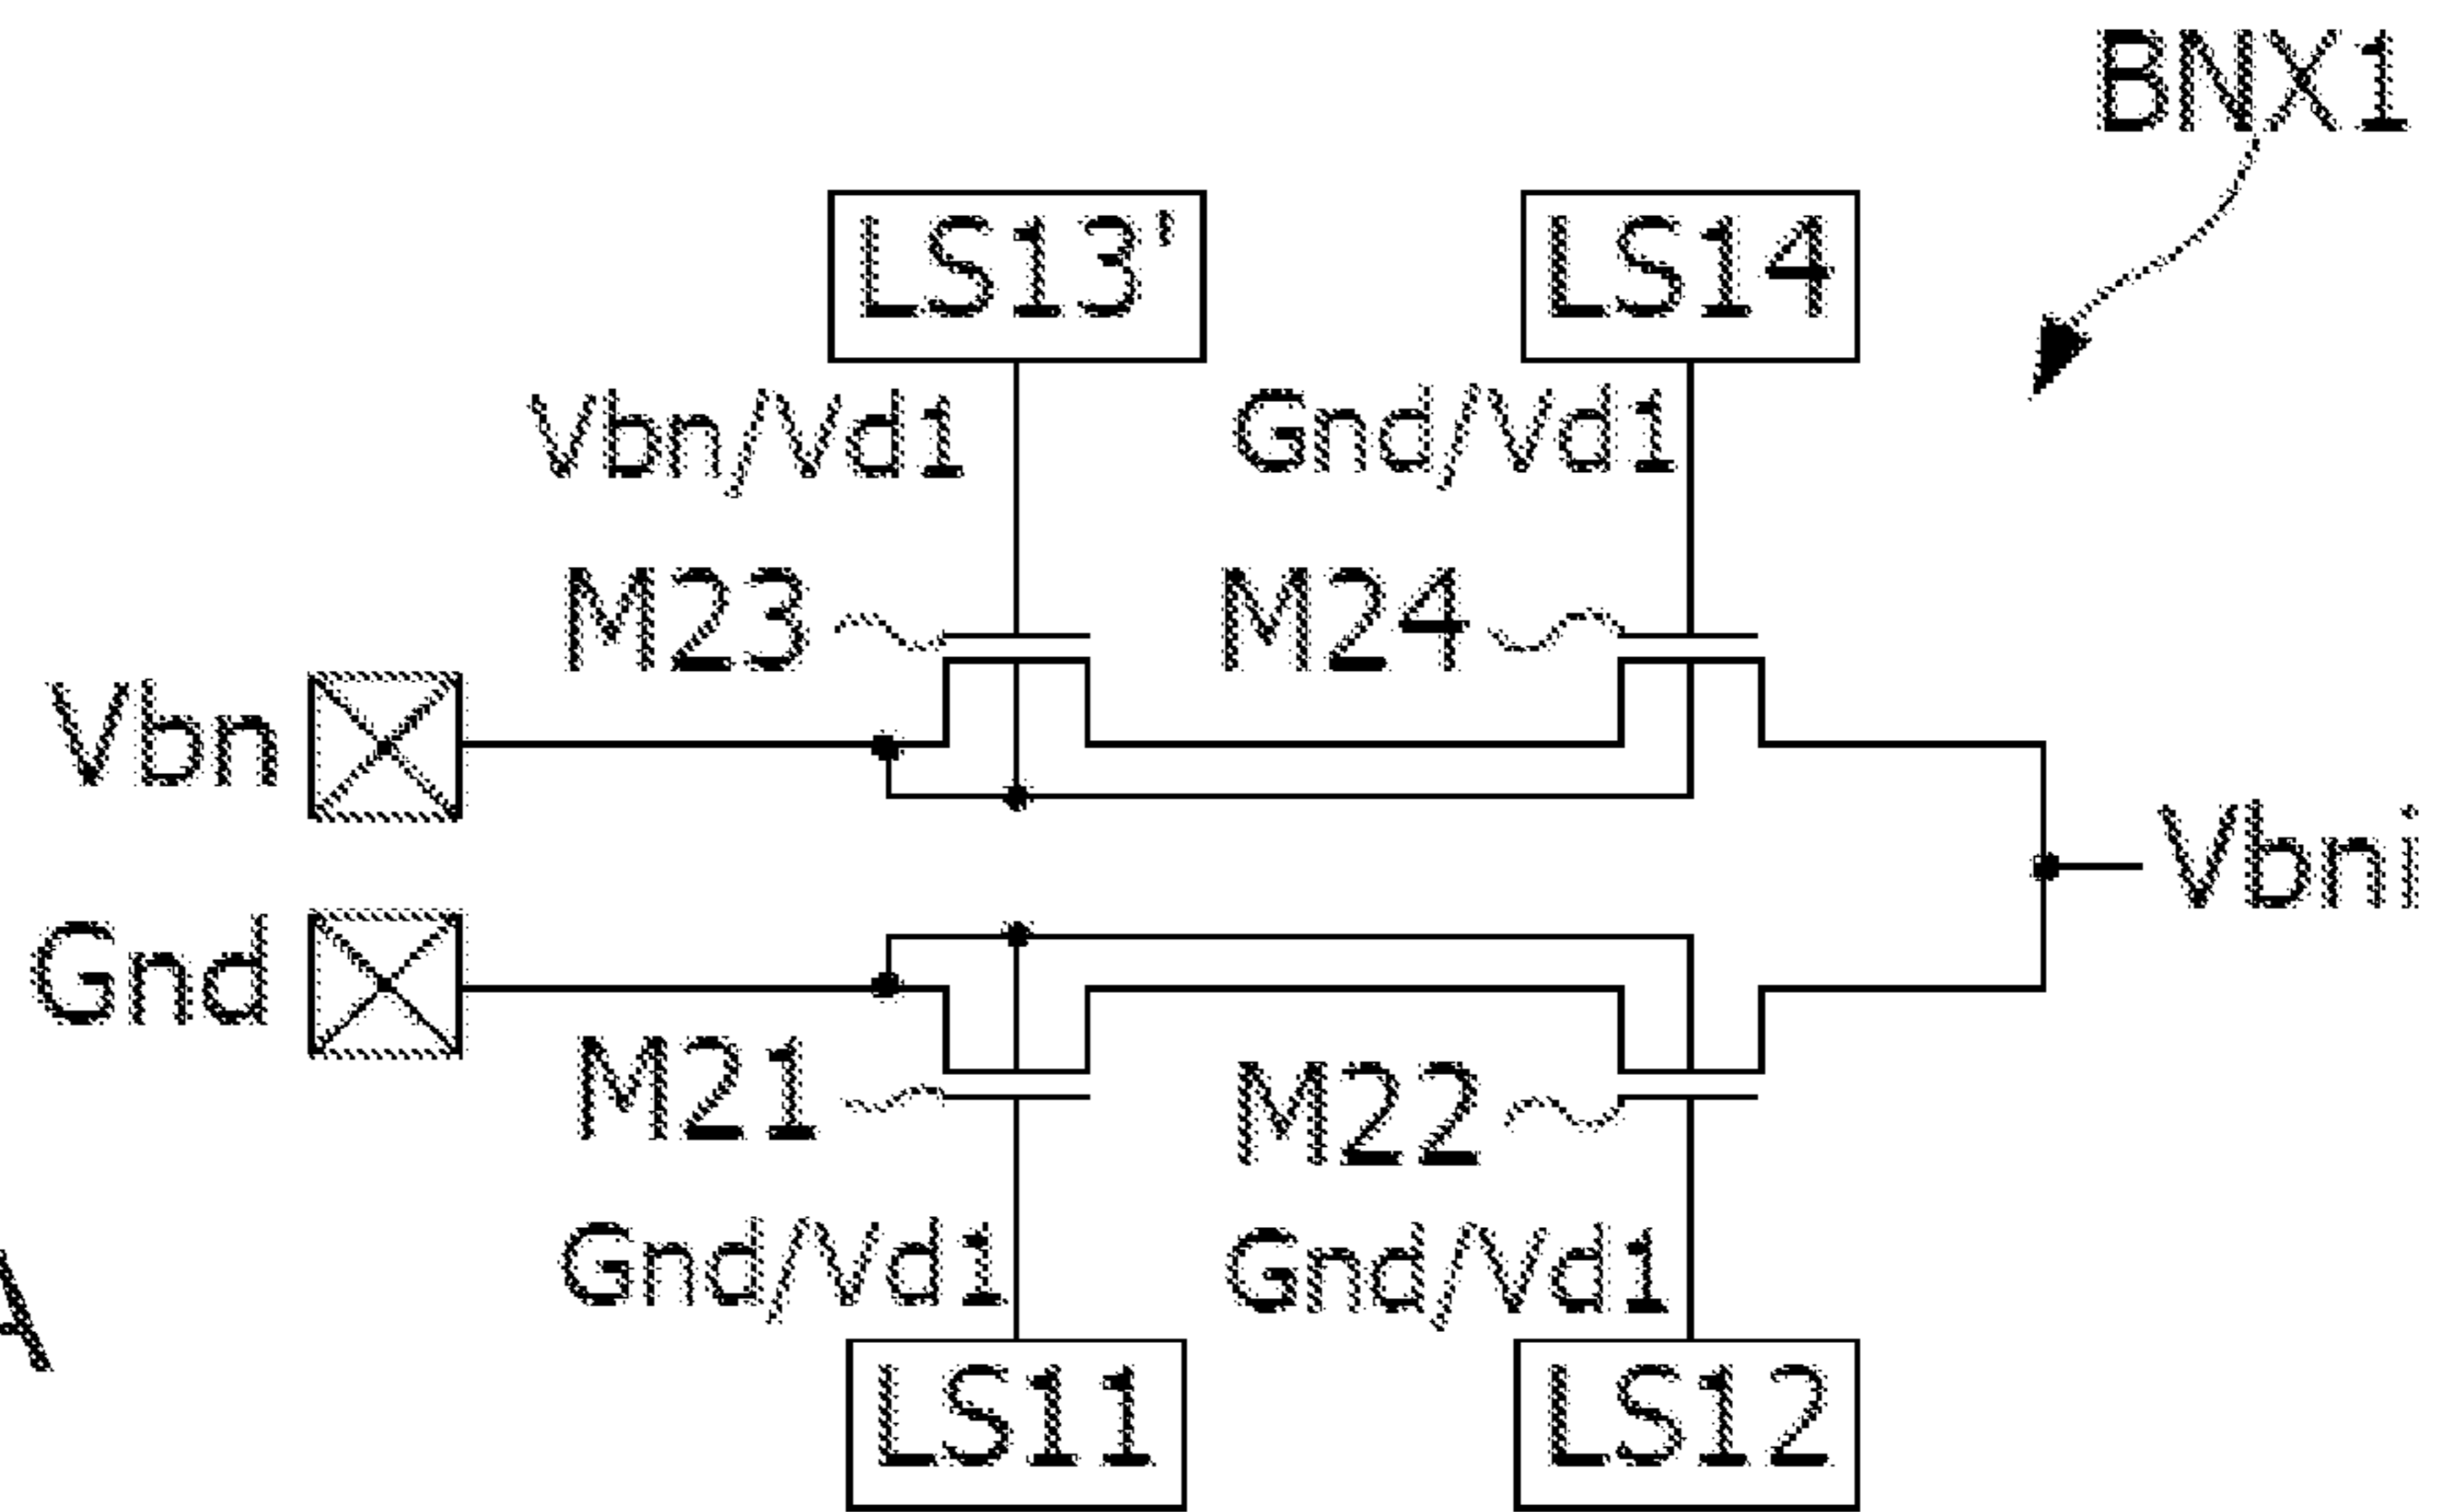 BNX1
LS13' LS14
Vbn/Vd1 Gnd/Vd1
M23 M24
Vbn
Vbni
Gnd
M21 M22
Gnd/Vd1 Gnd/Vd1
A
LS11 LS12